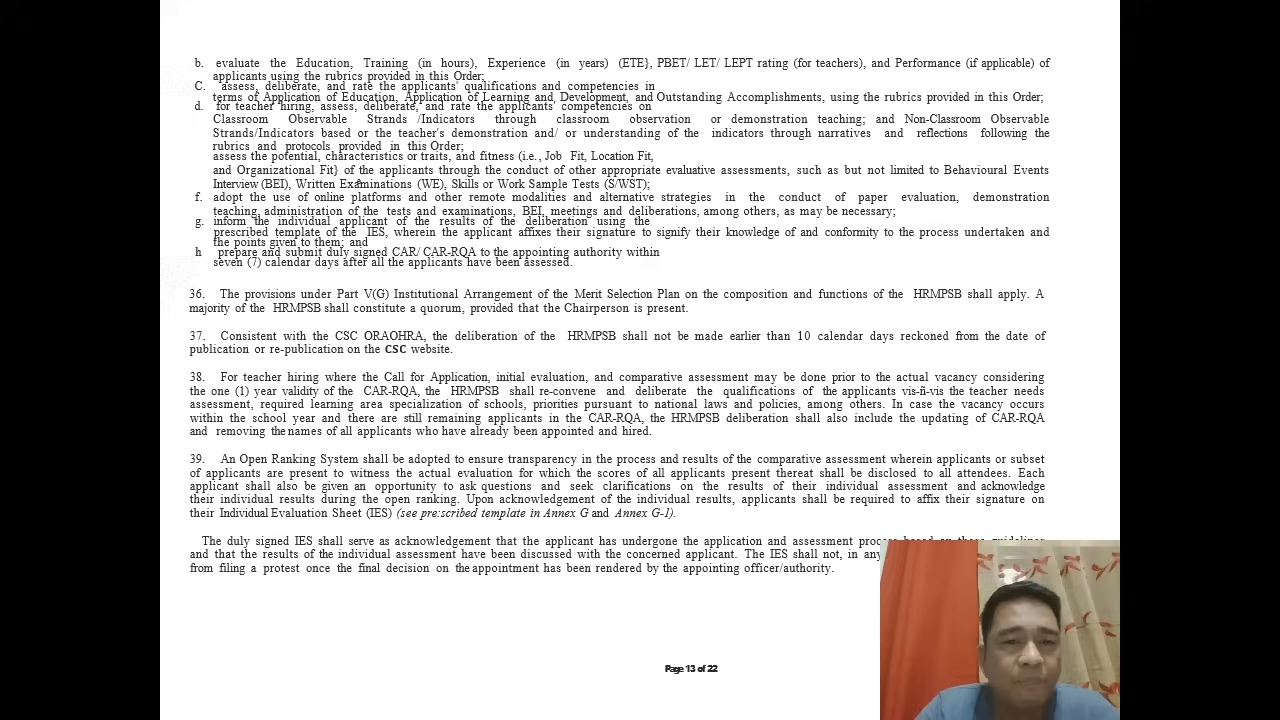 b. evaluate the Education, Training (in hours), Experience (in years) (ETE}, PBET/ LET/ LEPT rating (for teachers), and Performance (if applicable) of
applicants using the rubrics provided in this Order;
C. assess, deliberate, and rate the applicants' qualifications and competencies in
terms of Application of Education, Application of Learning and Development, and Outstanding Accomplishments, using the rubrics provided in this Order;
d. for teacher hiring, assess, deliberate, and rate the applicants' competencies on
Classroom Observable Strands /Indicators through classroom observation or demonstration teaching; and Non-Classroom Observable
Strands/Indicators based or the teacher's demonstration and/ or understanding of the indicators through narratives and reflections following the
rubrics and protocols provided in this Order;
assess the potential, characteristics or traits, and fitness (i.e., Job Fit, Location Fit,
and Organizational Fit} of the applicants through the conduct of other appropriate evaluative assessments, such as but not limited to Behavioural Events
Interview (BEI), Written Examinations (WE), Skills or Work Sample Tests (S/WST);
f. adopt the use of online platforms and other remote modalities and alternative strategies in the conduct of paper evaluation, demonstration
teaching, administration of the tests and examinations, BEI, meetings and deliberations, among others, as may be necessary;
g. inform the individual applicant of the results of the deliberation using the
prescribed template of the IES, wherein the applicant affixes their signature to signify their knowledge of and conformity to the process undertaken and
the points given to them; and
h prepare and submit duly signed CAR/ CAR-RQA to the appointing authority within
seven (7) calendar days after all the applicants have been assessed.
36. The provisions under Part V(G) Institutional Arrangement of the Merit Selection Plan on the composition and functions of the HRMPSB shall apply. A
majority of the HRMPSB shall constitute a quorum, provided that the Chairperson is present.
37. Consistent with the CSC ORAOHRA, the deliberation of the HRMPSB shall not be made earlier than 10 calendar days reckoned from the date of
publication or re-publication on the CSC website.
38. For teacher hiring where the Call for Application, initial evaluation, and comparative assessment may be done prior to the actual vacancy considering
the one (1) year validity of the CAR-RQA, the HRMPSB shall re-convene and deliberate the qualifications of the applicants vis-ñ-vis the teacher needs
assessment, required learning area specialization of schools, priorities pursuant to national laws and policies, among others. In case the vacancy occurs
within the school year and there are still remaining applicants in the CAR-RQA, the HRMPSB deliberation shall also include the updating of CAR-RQA
and removing the names of all applicants who have already been appointed and hired.
39. An Open Ranking System shall be adopted to ensure transparency in the process and results of the comparative assessment wherein applicants or subset
of applicants are present to witness the actual evaluation for which the scores of all applicants present thereat shall be disclosed to all attendees. Each
applicant shall also be given an opportunity to ask questions and seek clarifications on the results of their individual assessment and acknowledge
their individual results during the open ranking. Upon acknowledgement of the individual results, applicants shall be required to affix their signature on
their Individual Evaluation Sheet (IES) (see pre:scribed template in Annex G and Annex G-1).
The duly signed IES shall serve as acknowledgement that the applicant has undergone the application and assessment
and that the results of the individual assessment have been discussed with the concerned applicant. The IES shall not, in any
from filing a protest once the final decision on the appointment has been rendered by the appointing officer/authority.
Page 13 of 22